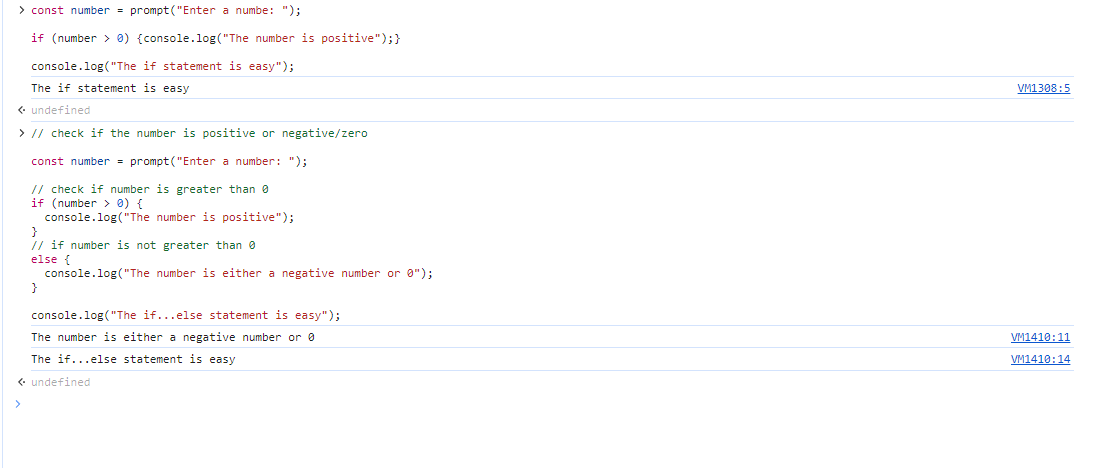 const number = prompt("Enter a numbe: ");
if (number > 0) {console.log("The number is positive");}
console.log("The if statement is easy");
The if statement is easy VM1308:5
undefined
// check if the number is positive or negative/zero
const number = prompt("Enter a number: ");
// check if number is greater than 0
if (number > 0) {
  console.log("The number is positive");
}
// if number is not greater than 0
else {
  console.log("The number is either a negative number or 0");
}
console.log("The if...else statement is easy");
The number is either a negative number or 0 VM1410:11
The if...else statement is easy VM1410:14
undefined